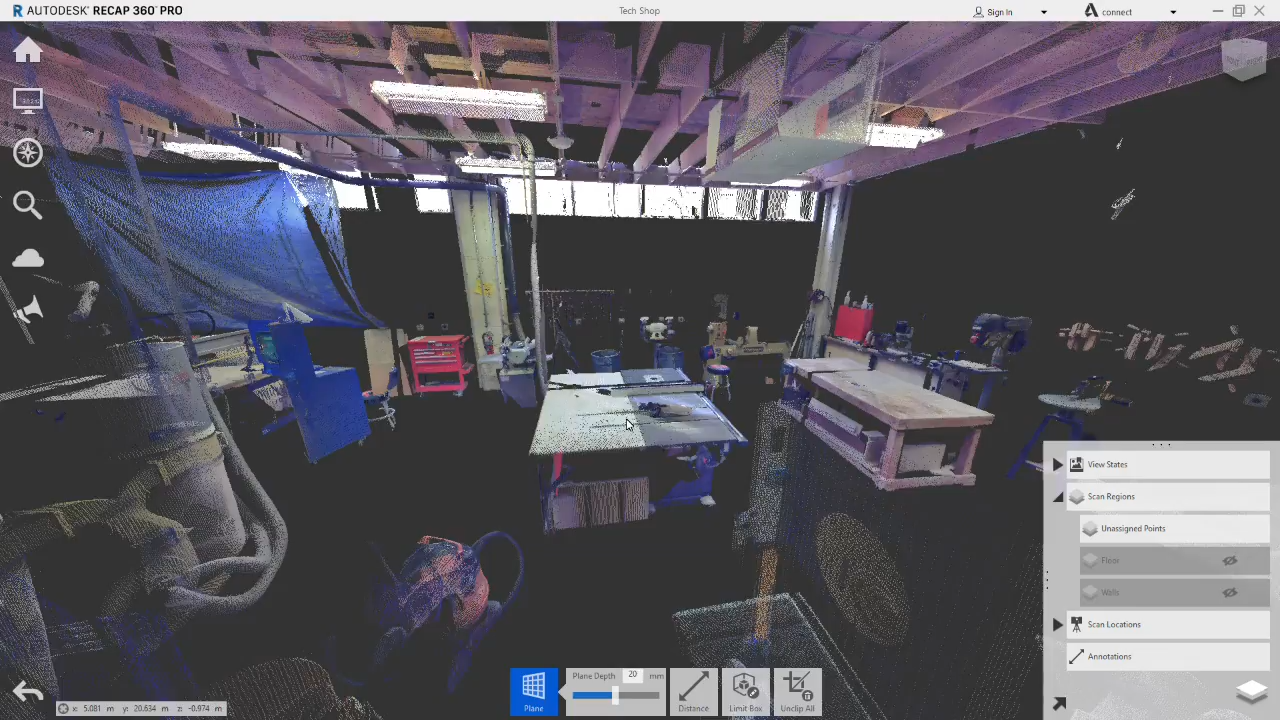 R AUTODESK® RECAP 360™ PRO
Tech Shop
Sign In
connect
View States
Scan Regions
Unassigned Points
Floor
Walls
Scan Locations
Annotations
Plane
Plane Depth 20 mm
Distance
Limit Box
Unclip All
x: 5.081 m y: 20.634 m z: -0.974 m